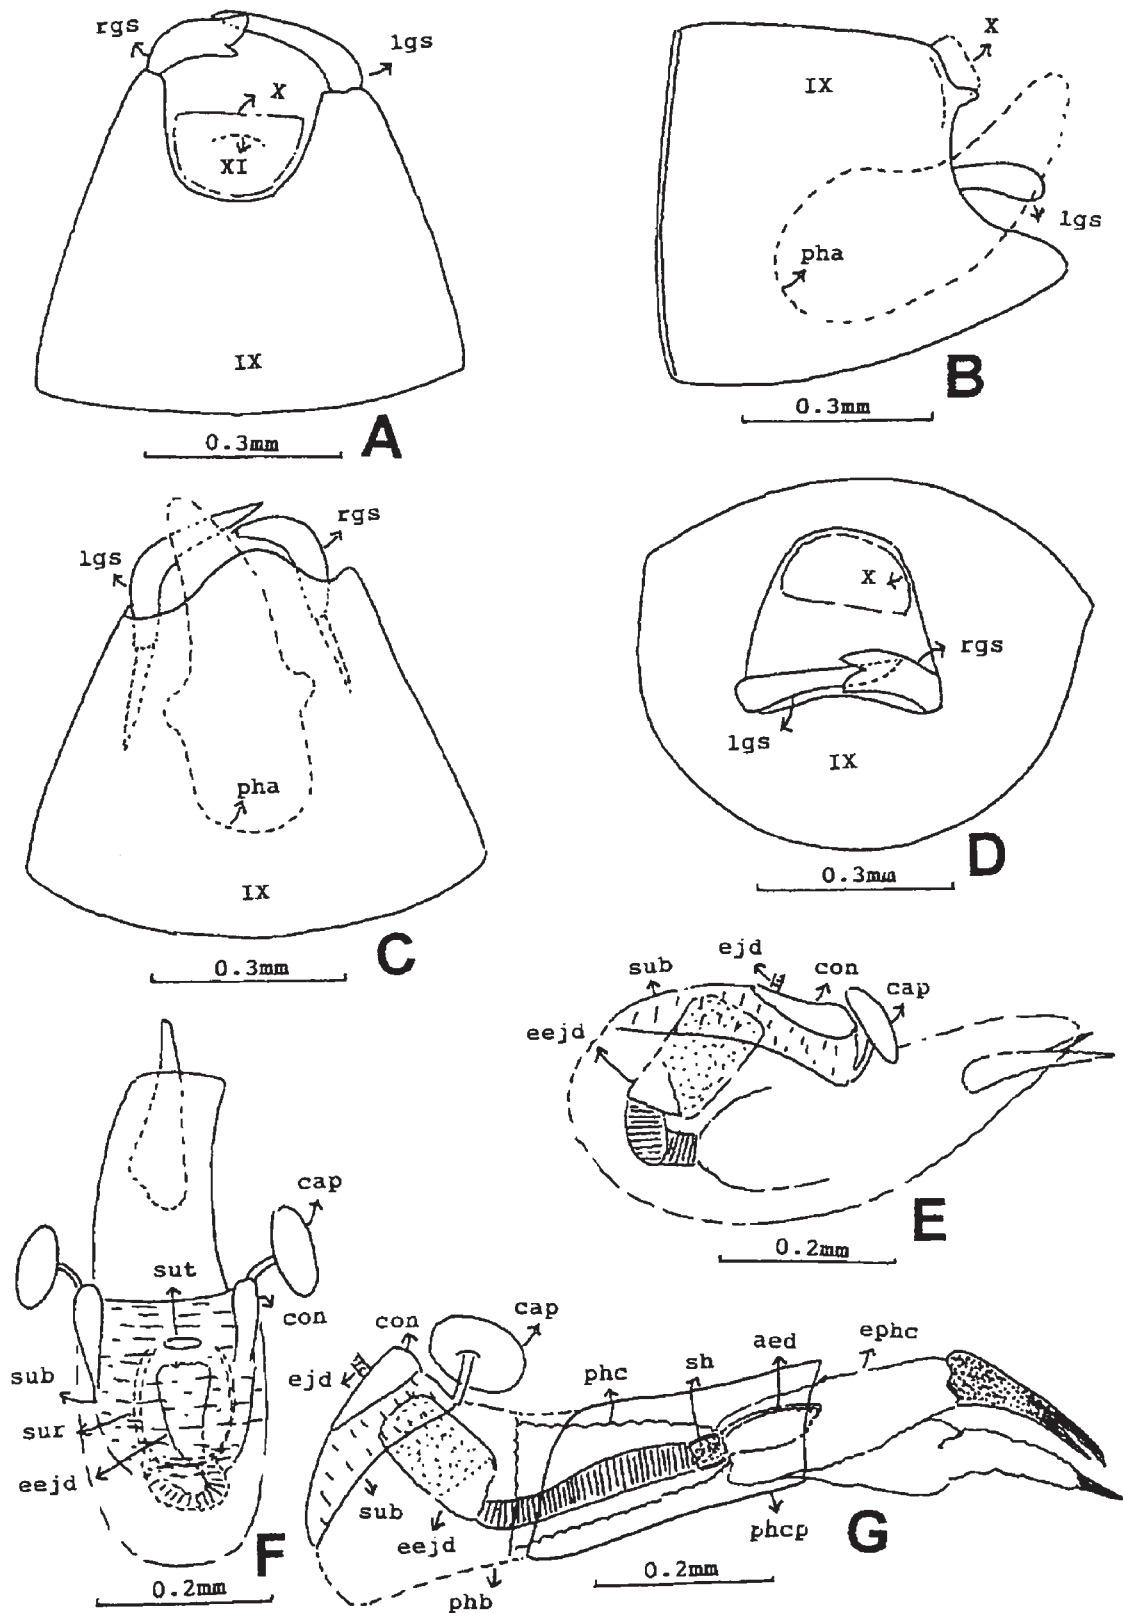 rgs
lgs
X
XI
IX
0.3mm
A
X
IX
lgs
pha
B
0.3mm
lgs
rgs
pha
IX
C
0.3mm
X
rgs
lgs
IX
D
0.3mm
ejd
sub
con
cap
eejd
E
0.2mm
cap
sut
con
sub
sur
eejd
F
0.2mm
cap
con
aed
ephc
sh
phc
ejd
sub
eejd
phcp
G
phb
0.2mm